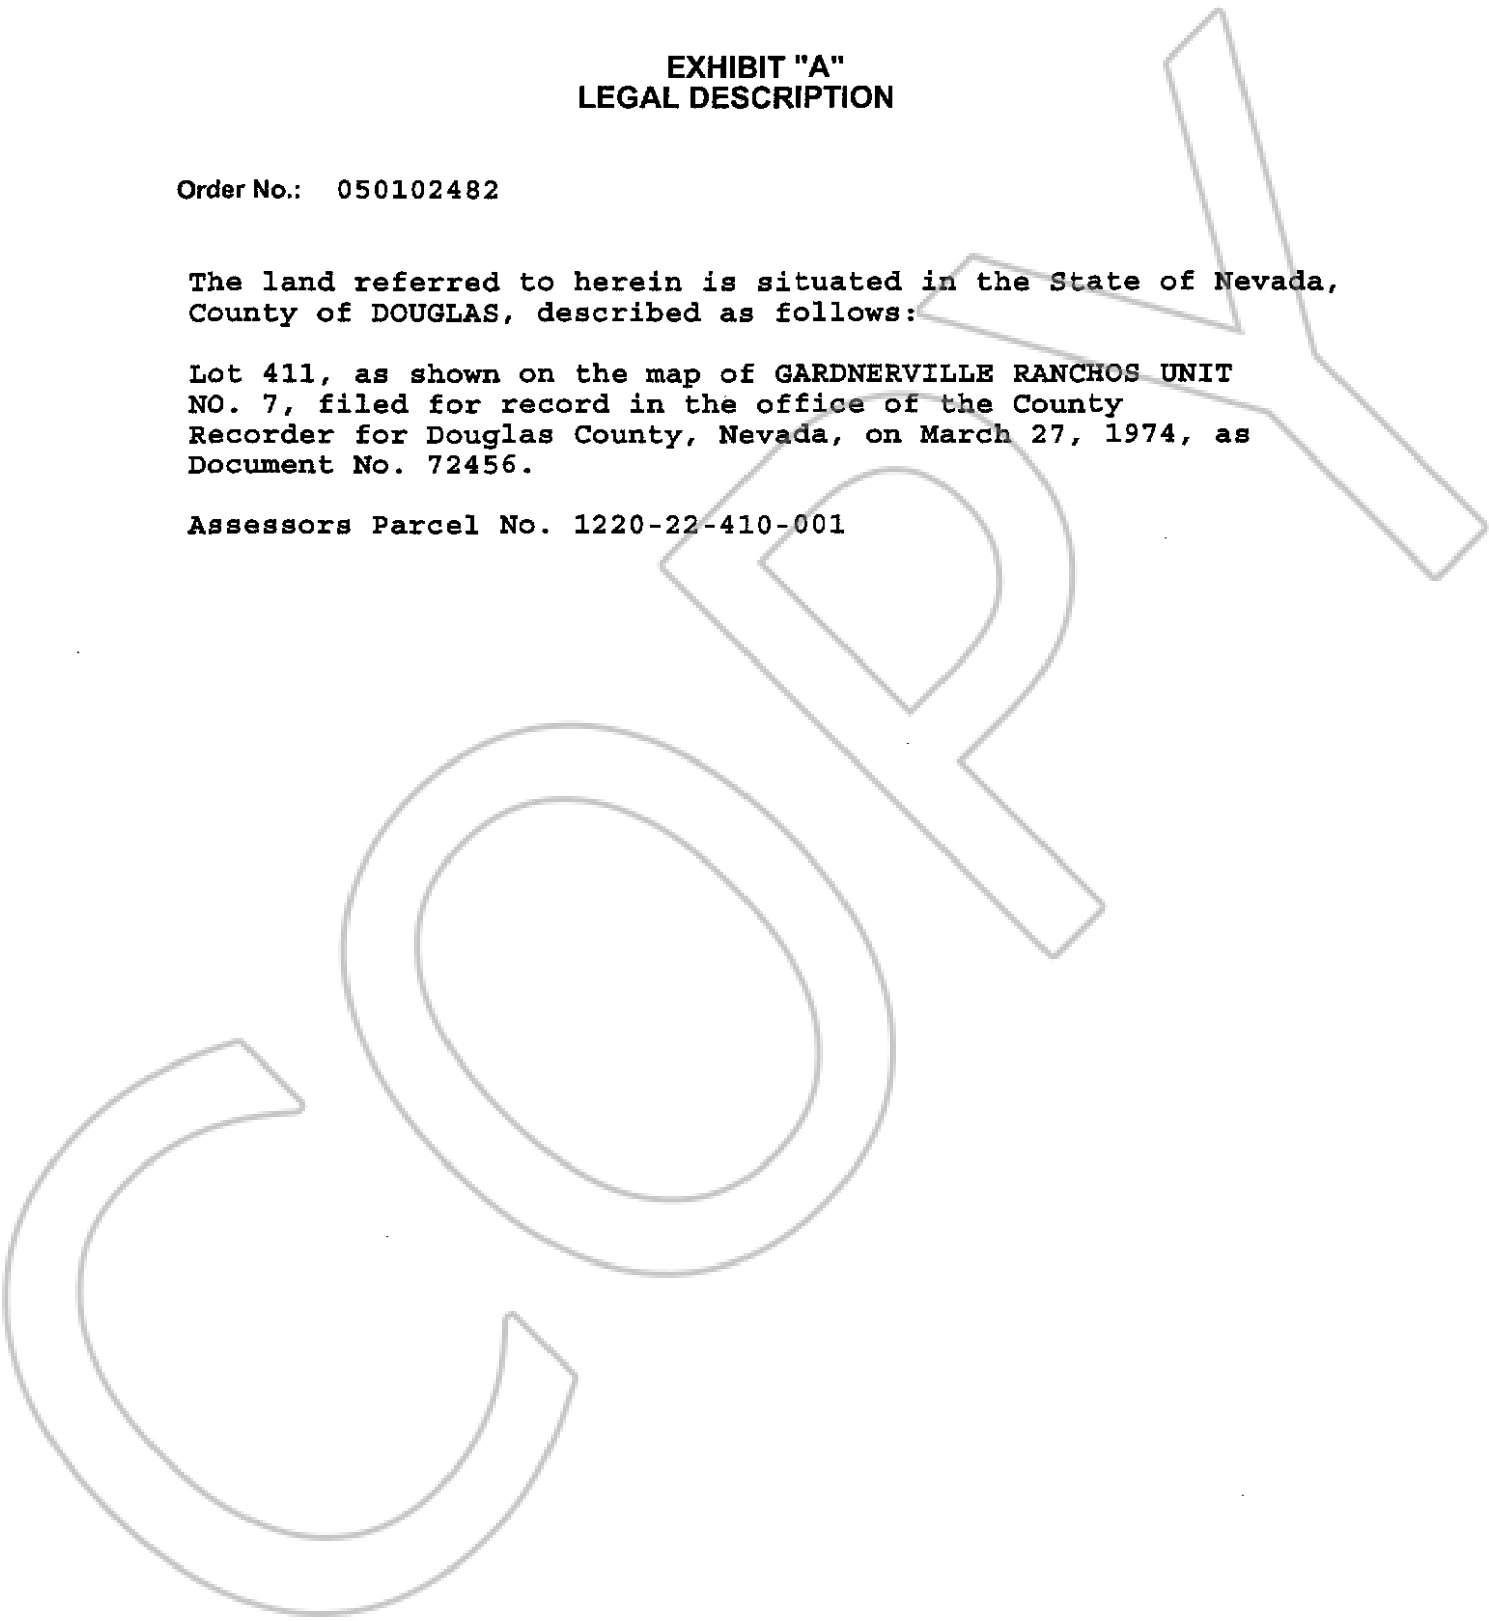 EXHIBIT "A"
LEGAL DESCRIPTION
Order No.: 050102482
The land referred to herein is situated in the State of Nevada,
County of DOUGLAS, described as follows:
Lot 411, as shown on the map of GARDNERVILLE RANCHOS UNIT
NO. 7, filed for record in the office of the County
Recorder for Douglas County, Nevada, on March 27, 1974, as
Document No. 72456.
Assessors Parcel No. 1220-22-410-001
COPY